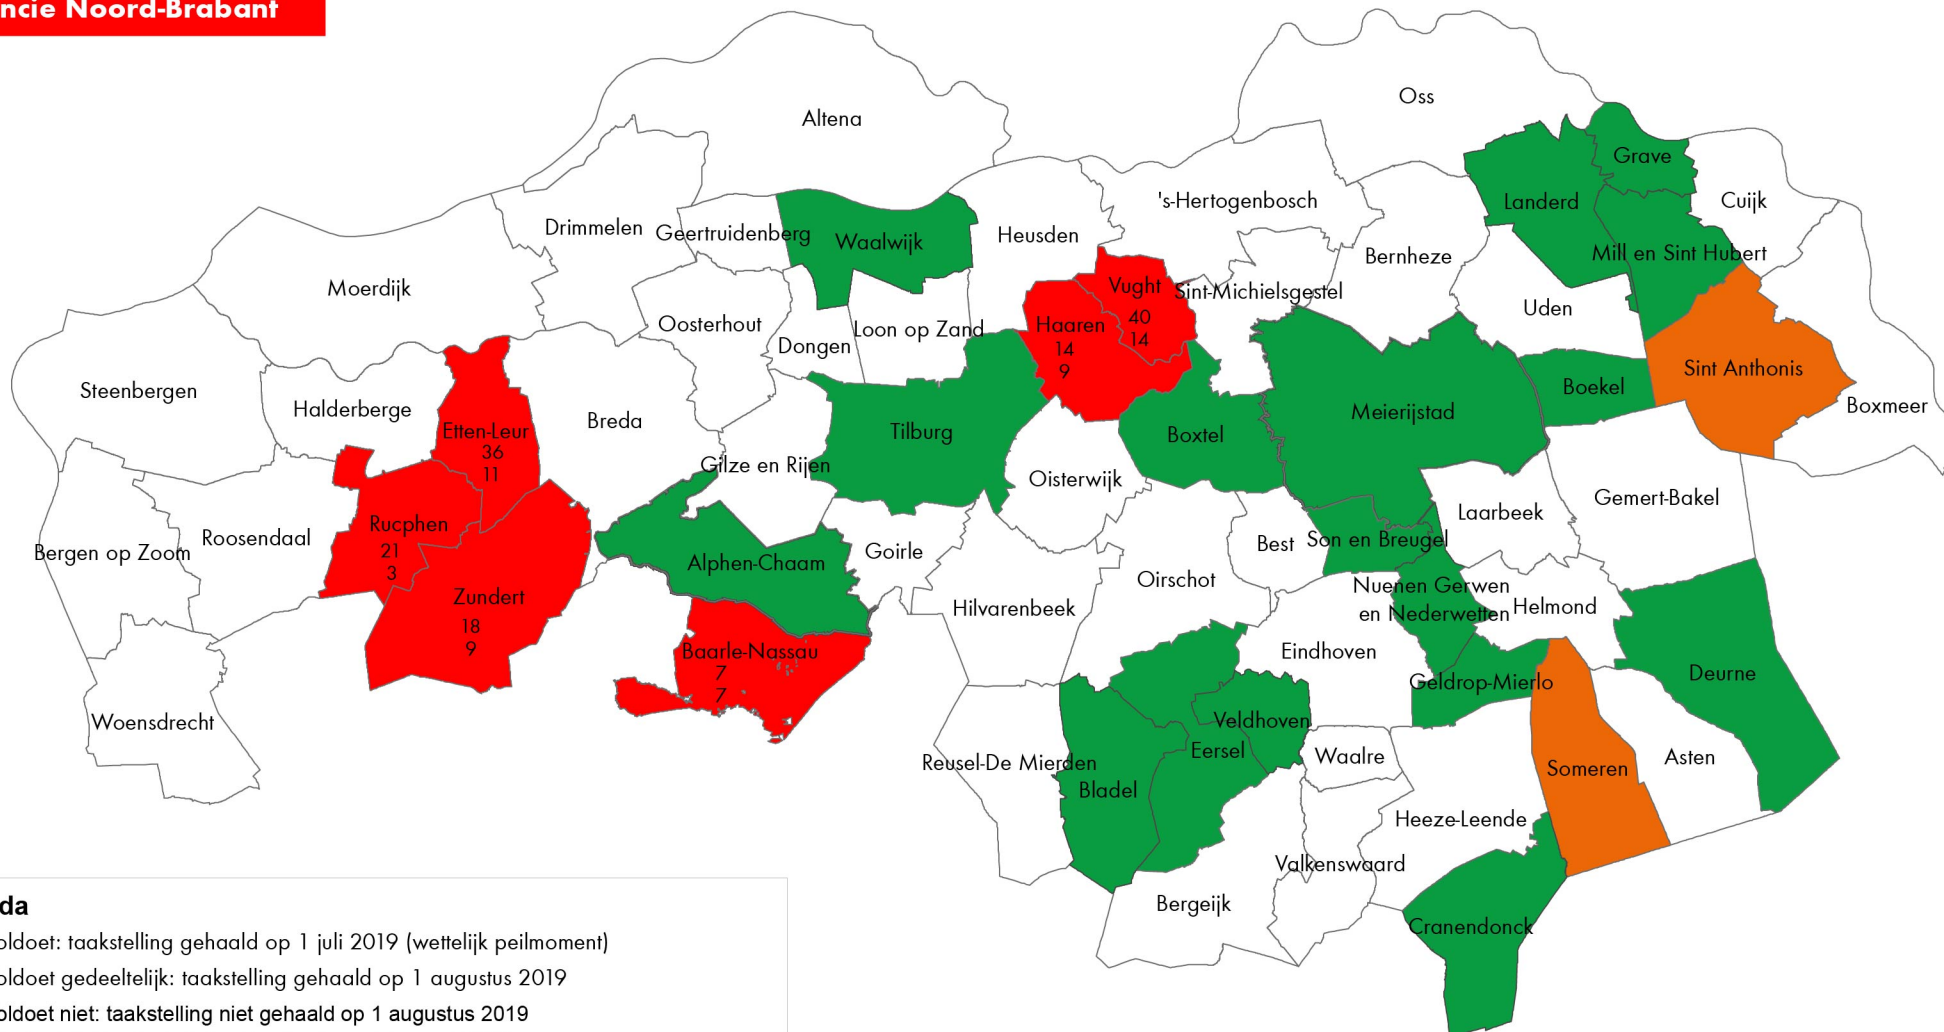 ncie Noord-Brabant
Altena
Oss
Grave
Landerd
Cuijk
's-Hertogenbosch
Drimmelen
Geertruidenberg
Waalwijk
Heusden
Bernheze
Mill en Sint Hubert
Moerdijk
Vught
40
14
Sint-Michielsgestel
Uden
Oosterhout
Dongen
Loon op Zand
Haaren
14
9
Sint Anthonis
Steenbergen
Halderberge
Boekel
Boxmeer
Breda
Etten-Leur
36
11
Tilburg
Boxtel
Meierijstad
Gilze en Rijen
Oisterwijk
Gemert-Bakel
Laarbeek
Bergen op Zoom
Roosendaal
Rucphen
21
3
Alphen-Chaam
Goirle
Best
Son en Breugel
Zundert
18
9
Hilvarenbeek
Oirschot
Nuenen Gerwen
en Nederwetten
Helmond
Baarle-Nassau
7
7
Eindhoven
Geldrop-Mierlo
Deurne
Woensdrecht
Veldhoven
Eersel
Reusel-De Mierden
Bladel
Waalre
Someren
Asten
Heeze-Leende
Valkenswaard
Bergeijk
Cranendonck
da
oldoet: taakstelling gehaald op 1 juli 2019 (wettelijk peilmoment)
oldoet gedeeltelijk: taakstelling gehaald op 1 augustus 2019
oldoet niet: taakstelling niet gehaald op 1 augustus 2019